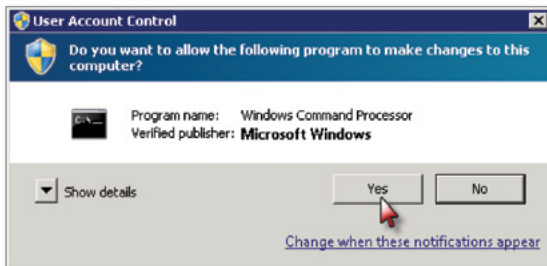 User Account Control
Do you want to allow the following program to make changes to this
computer?
Program name: Windows Command Processor
Verified publisher: Microsoft Windows
Show details
Yes
No
Change when these notifications appear